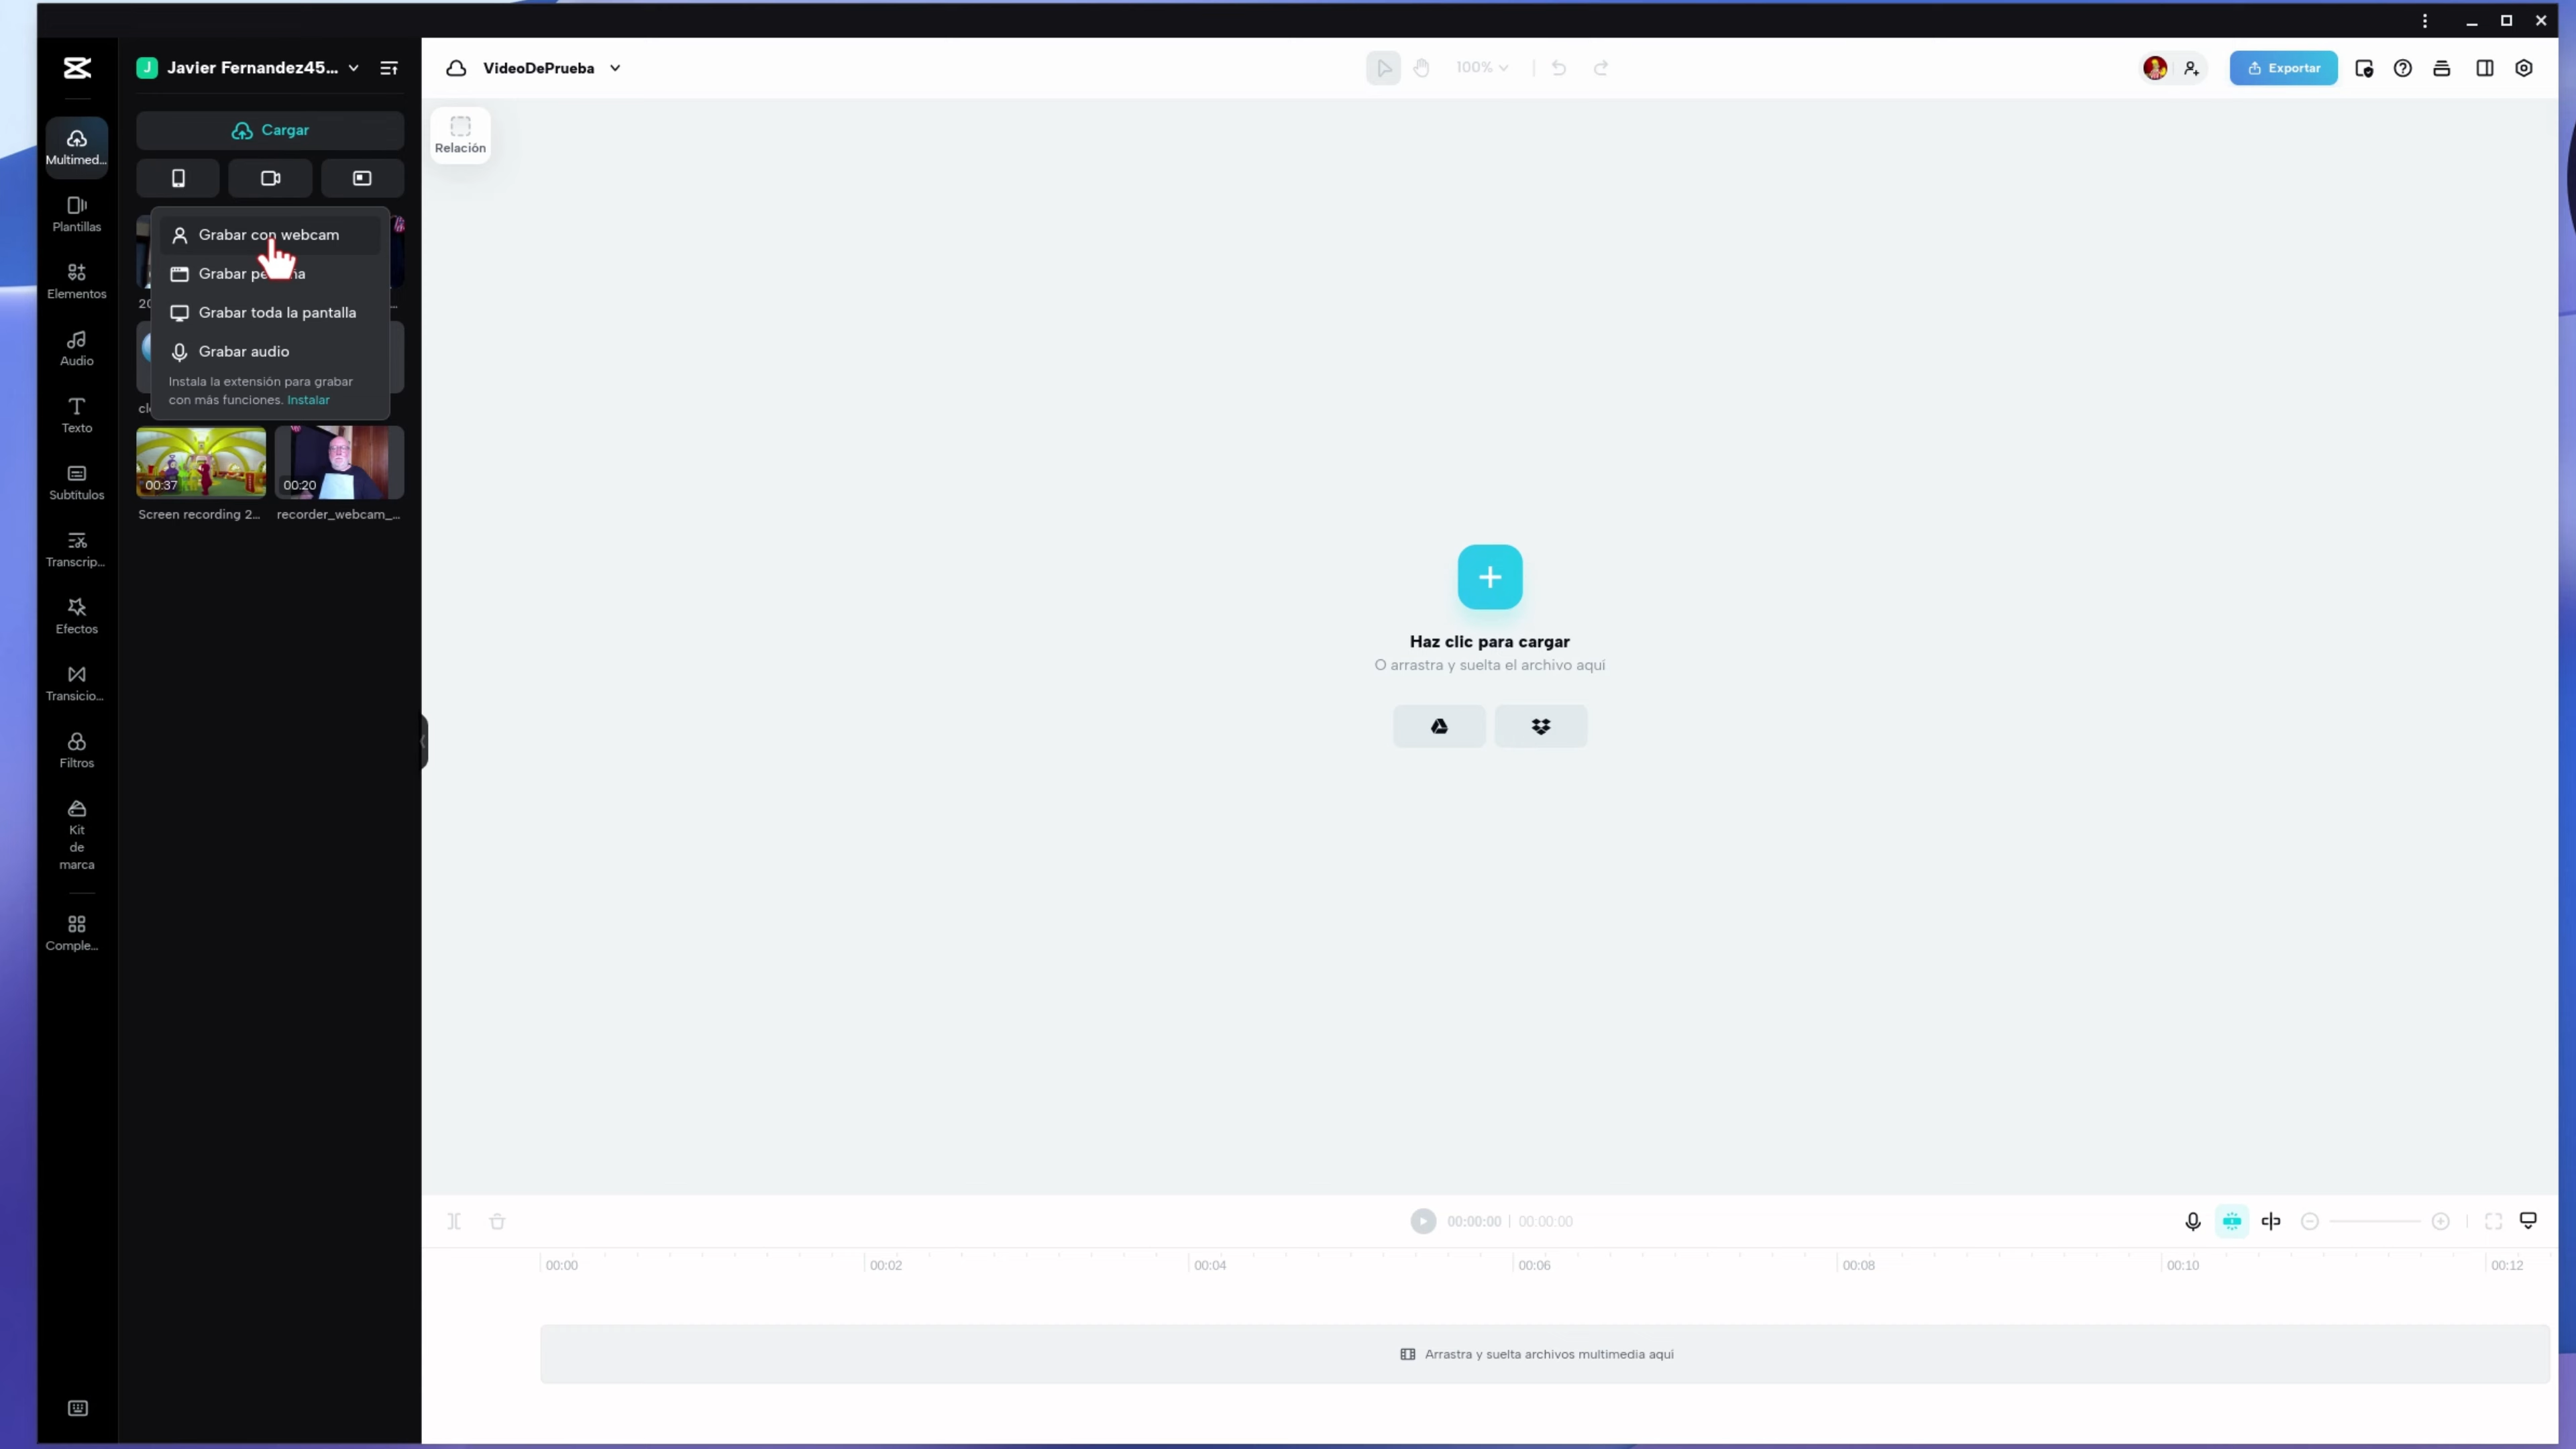 J Javier Fernandez45...
VideoDePrueba
100%
Exportar
Cargar
Relación
Multimed...
Plantillas
Elementos
Audio
Texto
Subtítulos
Transcrip...
Efectos
Transicio...
Filtros
Kit
de
marca
Comple...
Grabar con webcam
Grabar toda la pantalla
Grabar audio
Instala la extensión para grabar
con más funciones. Instalar
00:37
00:20
Screen recording 2...
recorder_webcam_...
Haz clic para cargar
O arrastra y suelta el archivo aquí
00:00:00 | 00:00:00
00:00
00:02
00:04
00:06
00:08
00:10
00:12
Arrastra y suelta archivos multimedia aquí